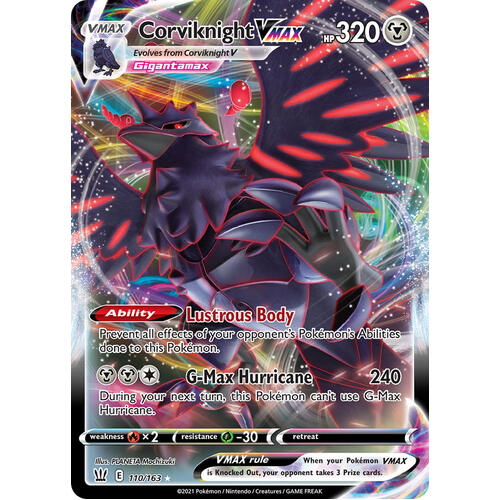 VMAX
Corviknight VMAX
HP 320
Evolves from Corviknight V
Gigantamax
Ability Lustrous Body
Prevent all effects of your opponent's Pokémon's Abilities
done to this Pokémon.
G-Max Hurricane 240
During your next turn, this Pokémon can't use G-Max
Hurricane.
weakness ×2 resistance -30 retreat
Illus. PLANETA Mochizuki
E 110/163
VMAX rule When your Pokémon VMAX
is Knocked Out, your opponent takes 3 Prize cards.
©2021 Pokémon / Nintendo / Creatures / GAME FREAK